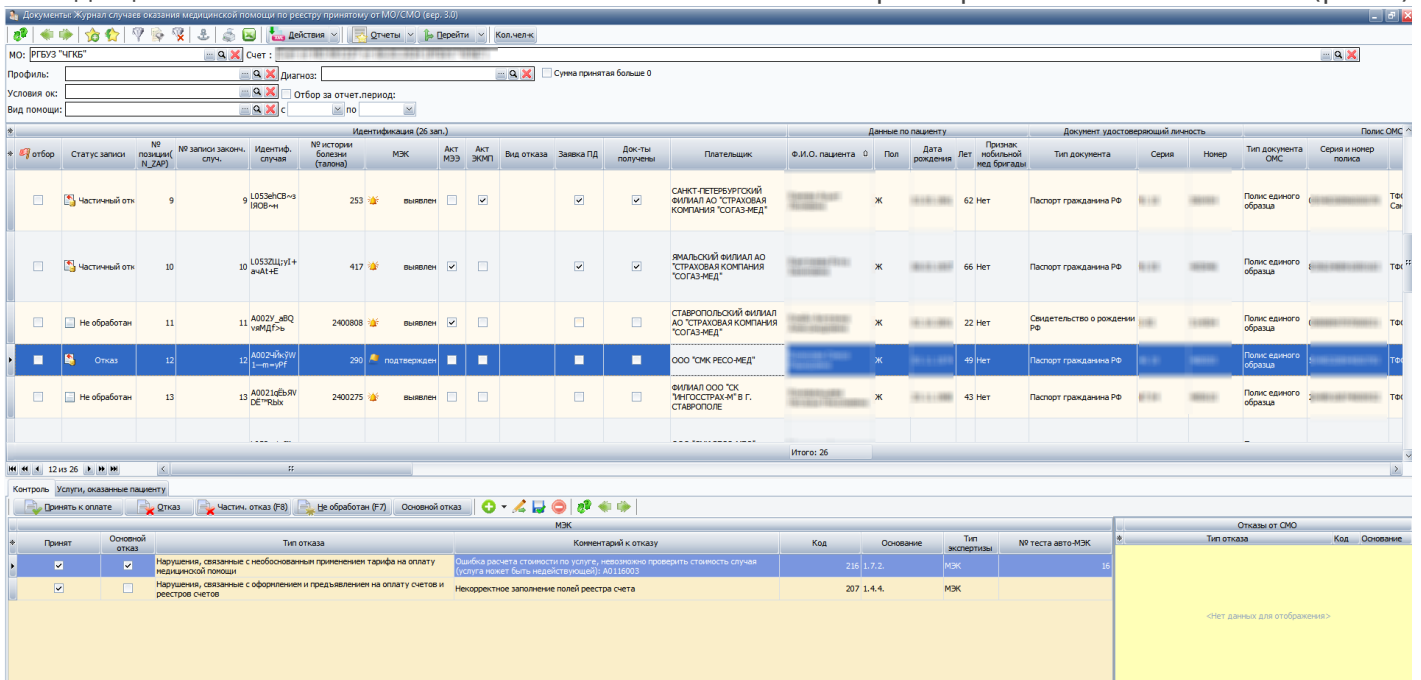 Документы: Журнал случаев оказания медицинской помощи по реестру принятому от МО/СМО (вер. 3.0)
Действия Отчеты Перейти Кол.чел-к
МО: РГБУЗ "ЧГКБ" Счет :
Профиль: Диагноз: Сумма принятая больше 0
Условия ок: Отбор за отчет.период:
Вид помощи: с по
Идентификация (26 зап.) Данные по пациенту Документ удостоверяющий личность Полис ОМС
отбор Статус записи № позиции( N_ZAP) № записи законч. случ. Идентиф. случая № истории болезни (талона) МЭК Акт МЭЭ Акт ЭКМП Вид отказа Заявка ПД Док-ты получены Плательщик Ф.И.О. пациента Пол Дата рождения Лет Признак мобильной мед бригады Тип документа Серия Номер Тип документа ОМС Серия и номер полиса
Частичный отк 9 9 253 выявлен САНКТ-ПЕТЕРБУРГСКИЙ ФИЛИАЛ АО "СТРАХОВАЯ КОМПАНИЯ "СОГАЗ-МЕД" Ж 62 Нет Паспорт гражданина РФ Полис единого образца
Частичный отк 10 10 417 выявлен ЯМАЛЬСКИЙ ФИЛИАЛ АО "СТРАХОВАЯ КОМПАНИЯ "СОГАЗ-МЕД" Ж 66 Нет Паспорт гражданина РФ Полис единого образца
Не обработан 11 11 2400808 выявлен СТАВРОПОЛЬСКИЙ ФИЛИАЛ АО "СТРАХОВАЯ КОМПАНИЯ "СОГАЗ-МЕД" Ж 22 Нет Свидетельство о рождении РФ Полис единого образца
Отказ 12 12 290 подтвержден ООО "СМК РЕСО-МЕД" Ж 49 Нет Паспорт гражданина РФ Полис единого образца
Не обработан 13 13 2400275 выявлен ФИЛИАЛ ООО "СК "ИНГОССТРАХ-М" В Г. СТАВРОПОЛЕ Ж 43 Нет Паспорт гражданина РФ Полис единого образца
Итого: 26
12 из 26
Контроль Услуги, оказанные пациенту
Принять к оплате Отказ Частич. отказ (F8) Не обработан (F7) Основной отказ
МЭК Отказы от СМО
Принят Основной отказ Тип отказа Комментарий к отказу Код Основание Тип экспертизы № теста авто-МЭК Тип отказа Код Основание
Нарушения, связанные с необоснованным применением тарифа на оплату медицинской помощи Ошибка расчета стоимости по услуге, невозможно проверить стоимость случая (услуга может быть недействующей): A0116003 216 1.7.2. МЭК 16
Нарушения, связанные с оформлением и предъявлением на оплату счетов и реестров счетов Некорректное заполнение полей реестра счета 207 1.4.4. МЭК
<Нет данных для отображения>